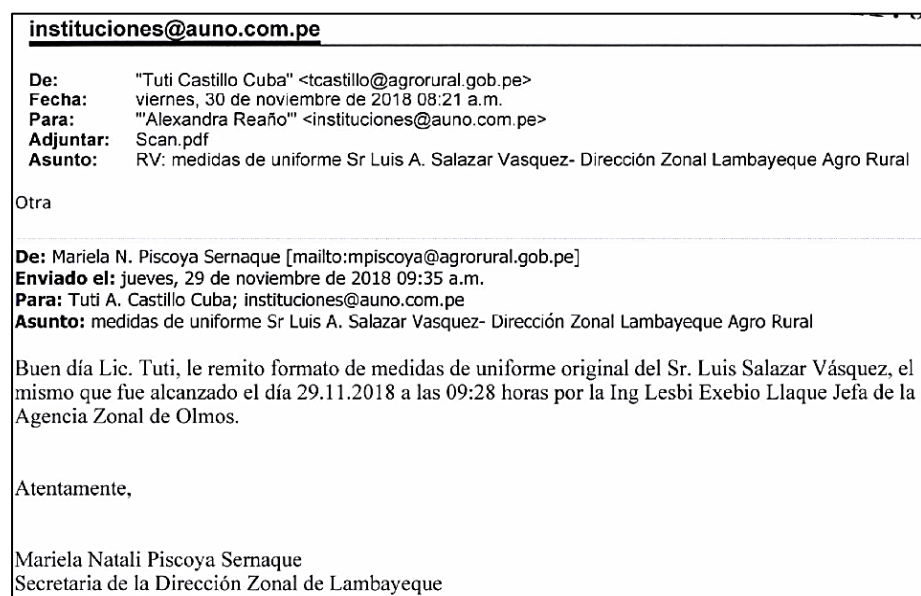 instituciones@auno.com.pe
De: "Tuti Castillo Cuba" <tcastillo@agrorural.gob.pe>
Fecha: viernes, 30 de noviembre de 2018 08:21 a.m.
Para: "'Alexandra Reaño'" <instituciones@auno.com.pe>
Adjuntar: Scan.pdf
Asunto: RV: medidas de uniforme Sr Luis A. Salazar Vasquez- Dirección Zonal Lambayeque Agro Rural
Otra
De: Mariela N. Piscoya Sernaque [mailto:mpiscoya@agrorural.gob.pe]
Enviado el: jueves, 29 de noviembre de 2018 09:35 a.m.
Para: Tuti A. Castillo Cuba; instituciones@auno.com.pe
Asunto: medidas de uniforme Sr Luis A. Salazar Vasquez- Dirección Zonal Lambayeque Agro Rural
Buen día Lic. Tuti, le remito formato de medidas de uniforme original del Sr. Luis Salazar Vásquez, el
mismo que fue alcanzado el día 29.11.2018 a las 09:28 horas por la Ing Lesbi Exebio Llaque Jefa de la
Agencia Zonal de Olmos.
Atentamente,
Mariela Natali Piscoya Sernaque
Secretaria de la Dirección Zonal de Lambayeque